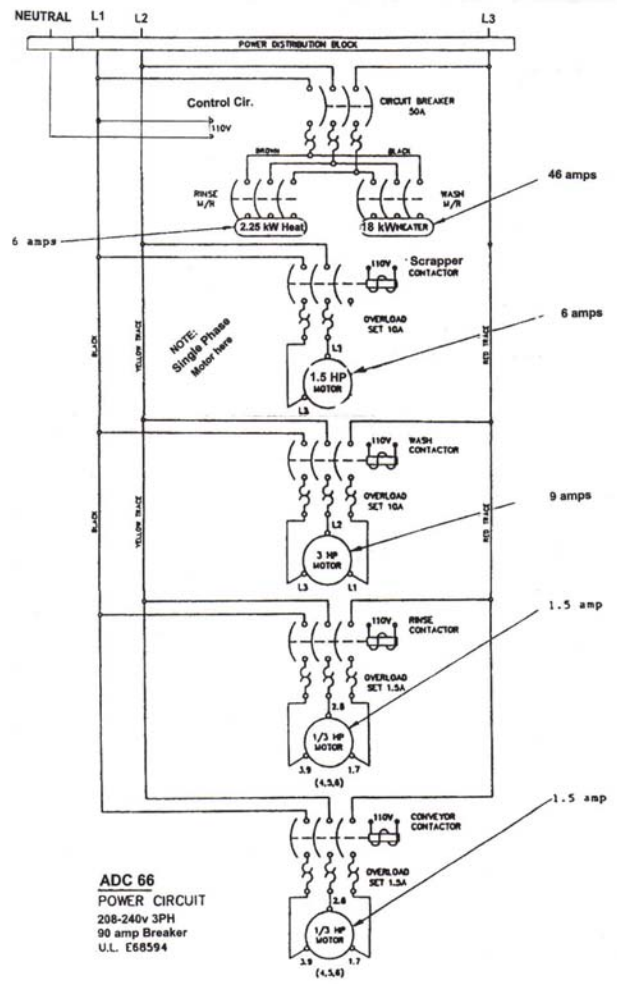 NEUTRAL L1 L2 L3
POWER DISTRIBUTION BLOCK
Control Cir.
110V
CIRCUIT BREAKER
50A
BROWN BLACK
RINSE
M/R
WASH
M/R
46 amps
2.25 kW Heat
18 kW HEATER
6 amps
110V
Scrapper
CONTACTOR
NOTE:
Single Phase
Motor here
OVERLOAD
SET 10A
6 amps
BLACK
YELLOW TRACE
RED TRACE
L1
1.5 HP
MOTOR
L3
110V
WASH
CONTACTOR
OVERLOAD
SET 10A
9 amps
BLACK
YELLOW TRACE
RED TRACE
L2
3 HP
MOTOR
L3 L1
1.5 amp
110V
RINSE
CONTACTOR
OVERLOAD
SET 1.5A
2.8
1/3 HP
MOTOR
3.9 1.7
(4,5,6)
1.5 amp
110V
CONVEYOR
CONTACTOR
OVERLOAD
SET 1.5A
2.8
1/3 HP
MOTOR
3.9 1.7
(4,5,6)
ADC 66
POWER CIRCUIT
208-240v 3PH
90 amp Breaker
U.L. E68594